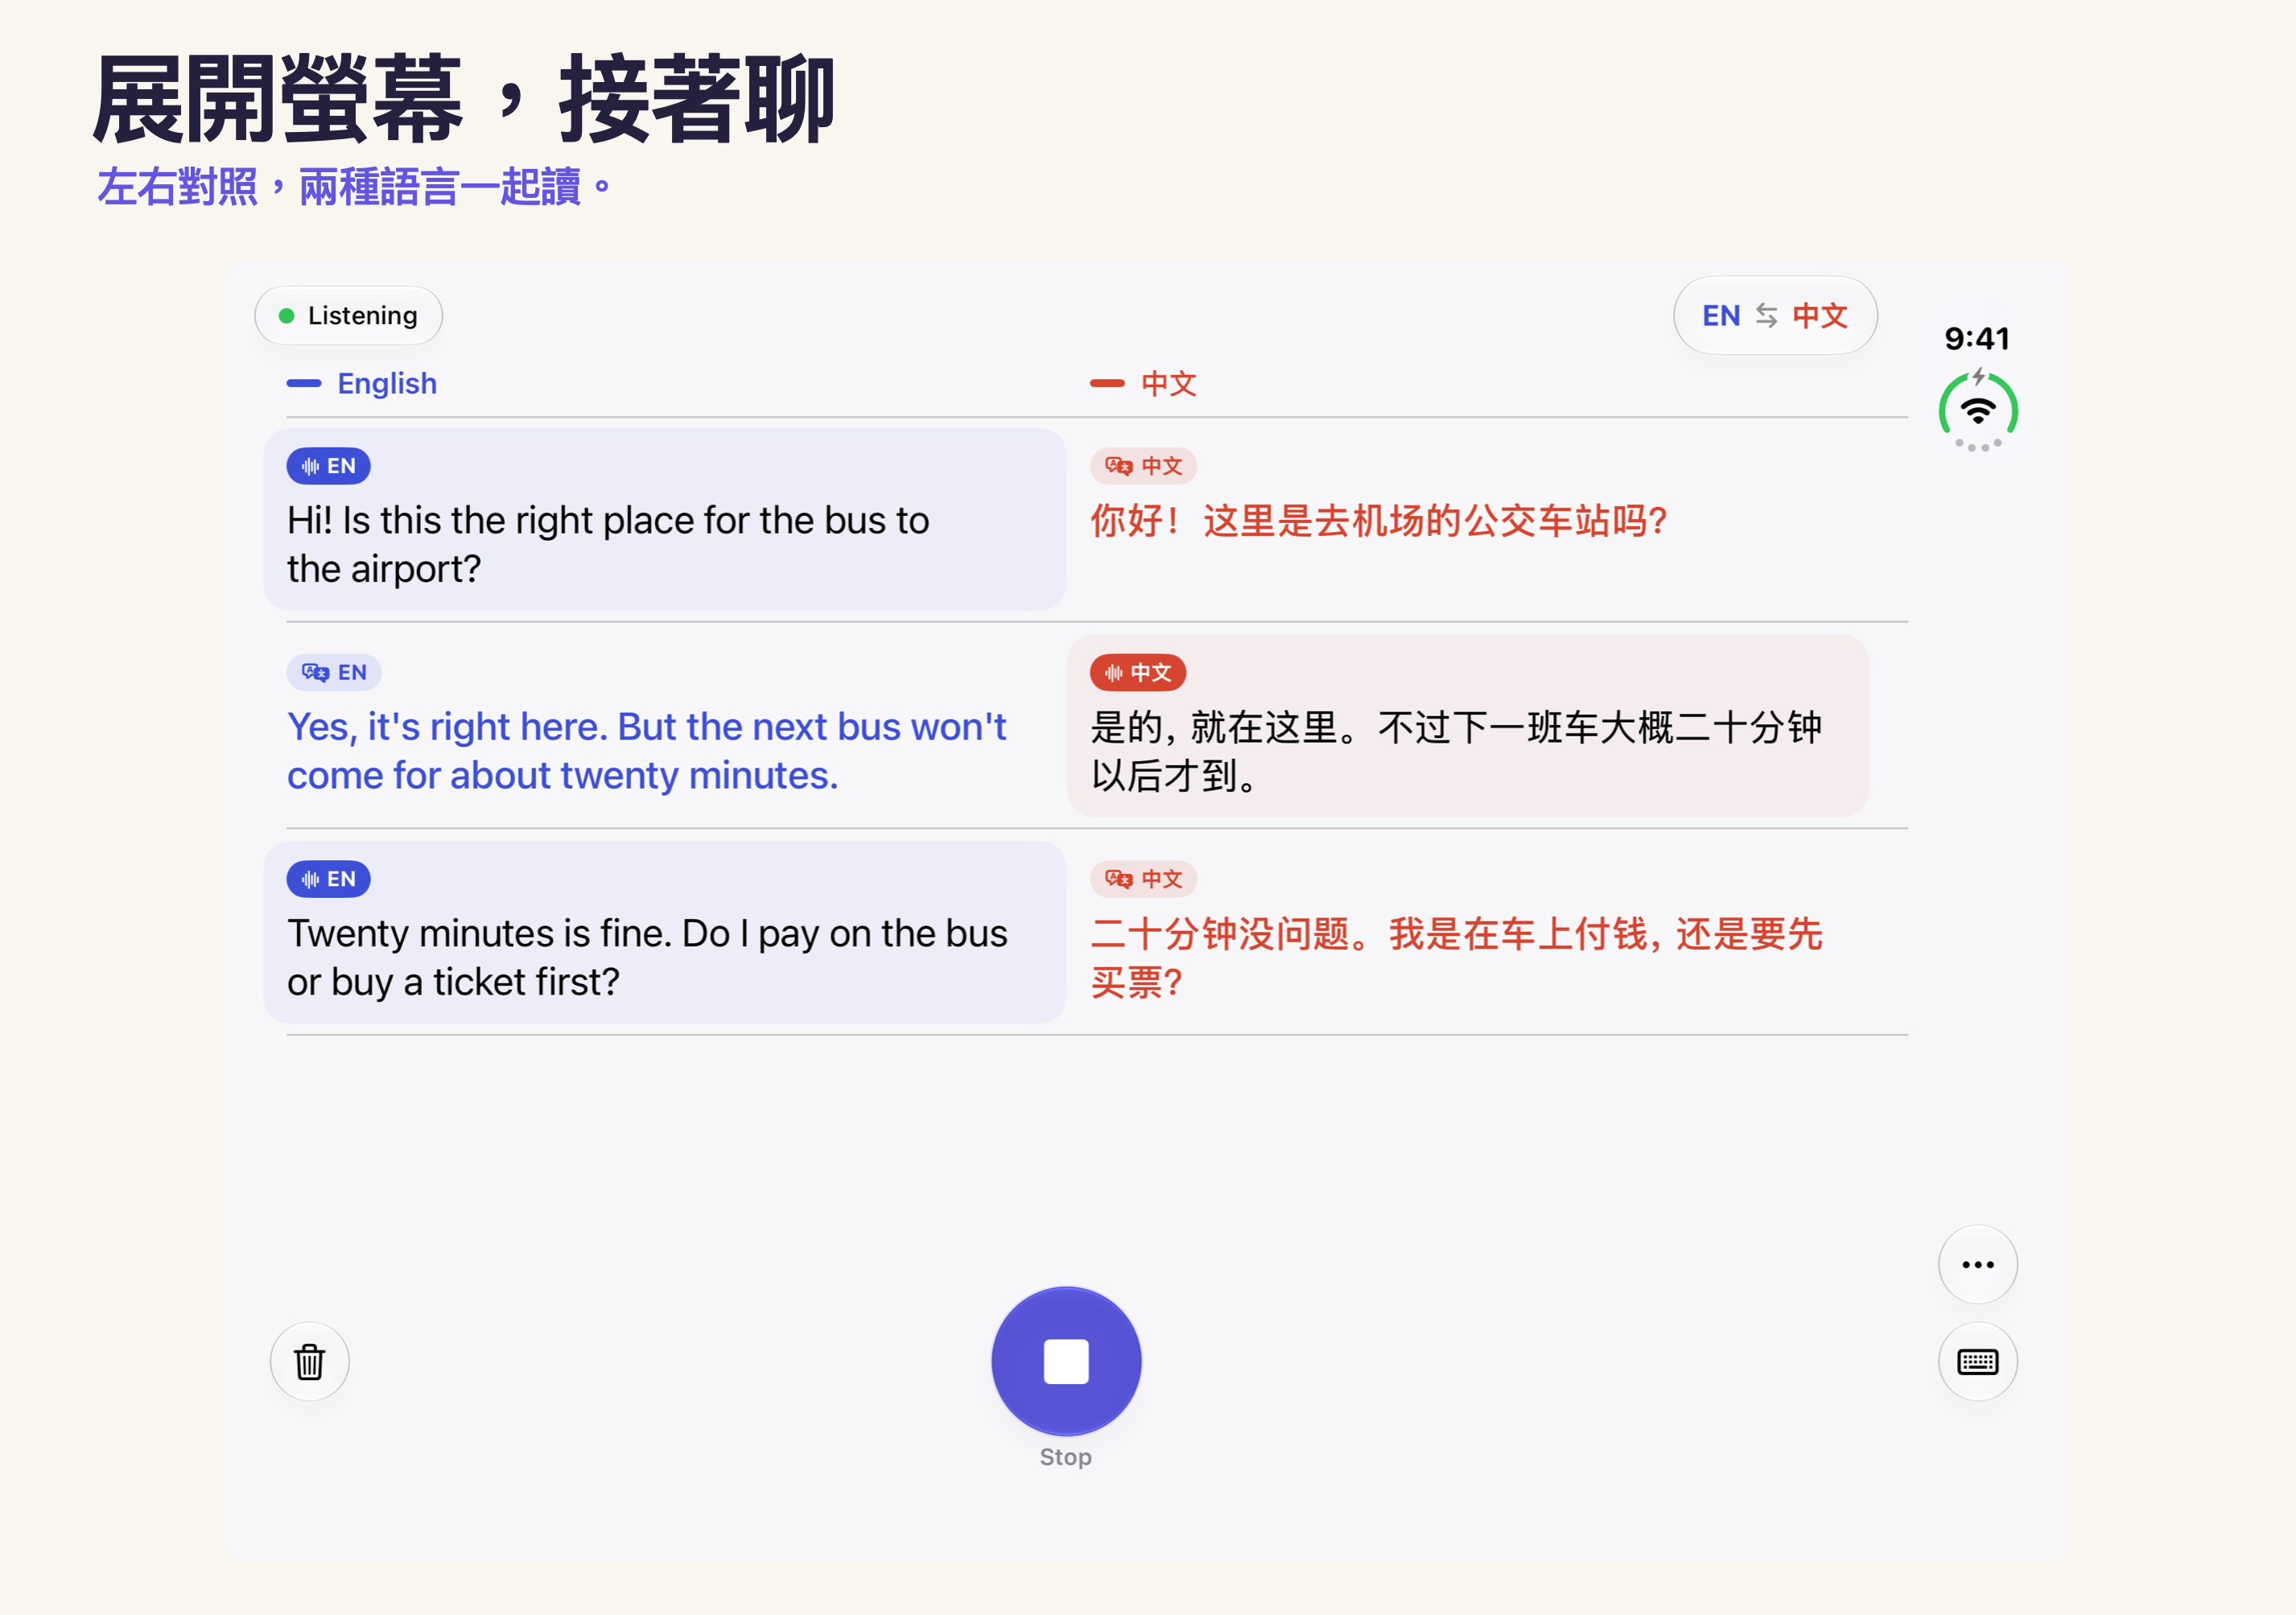 展開螢幕，接著聊
左右對照，兩種語言一起讀。
Listening
EN ⇆ 中文
9:41
English
中文
EN
Hi! Is this the right place for the bus to
the airport?
中文
你好！这里是去机场的公交车站吗?
EN
Yes, it's right here. But the next bus won't
come for about twenty minutes.
中文
是的, 就在这里。不过下一班车大概二十分钟
以后才到。
EN
Twenty minutes is fine. Do I pay on the bus
or buy a ticket first?
中文
二十分钟没问题。我是在车上付钱, 还是要先
买票?
Stop